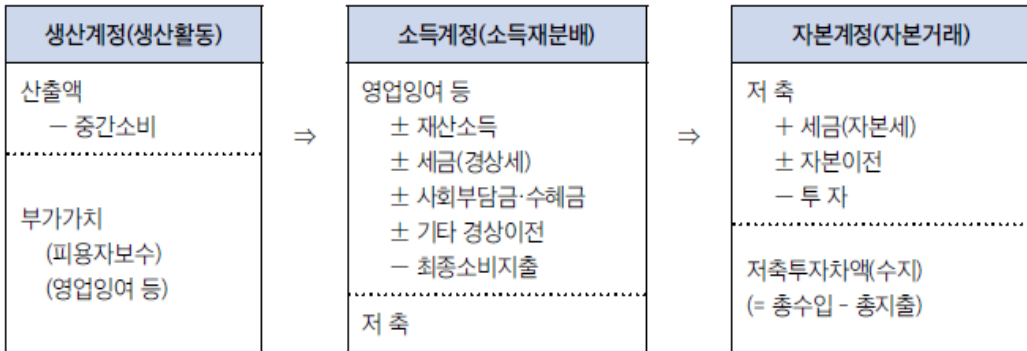 생산계정(생산활동)
산출액
－ 중간소비
부가가치
(피용자보수)
(영업잉여 등)
⇒
소득계정(소득재분배)
영업잉여 등
± 재산소득
± 세금(경상세)
± 사회부담금·수혜금
± 기타 경상이전
－ 최종소비지출
저 축
⇒
자본계정(자본거래)
저 축
＋ 세금(자본세)
± 자본이전
－ 투 자
저축투자차액(수지)
(= 총수입 - 총지출)